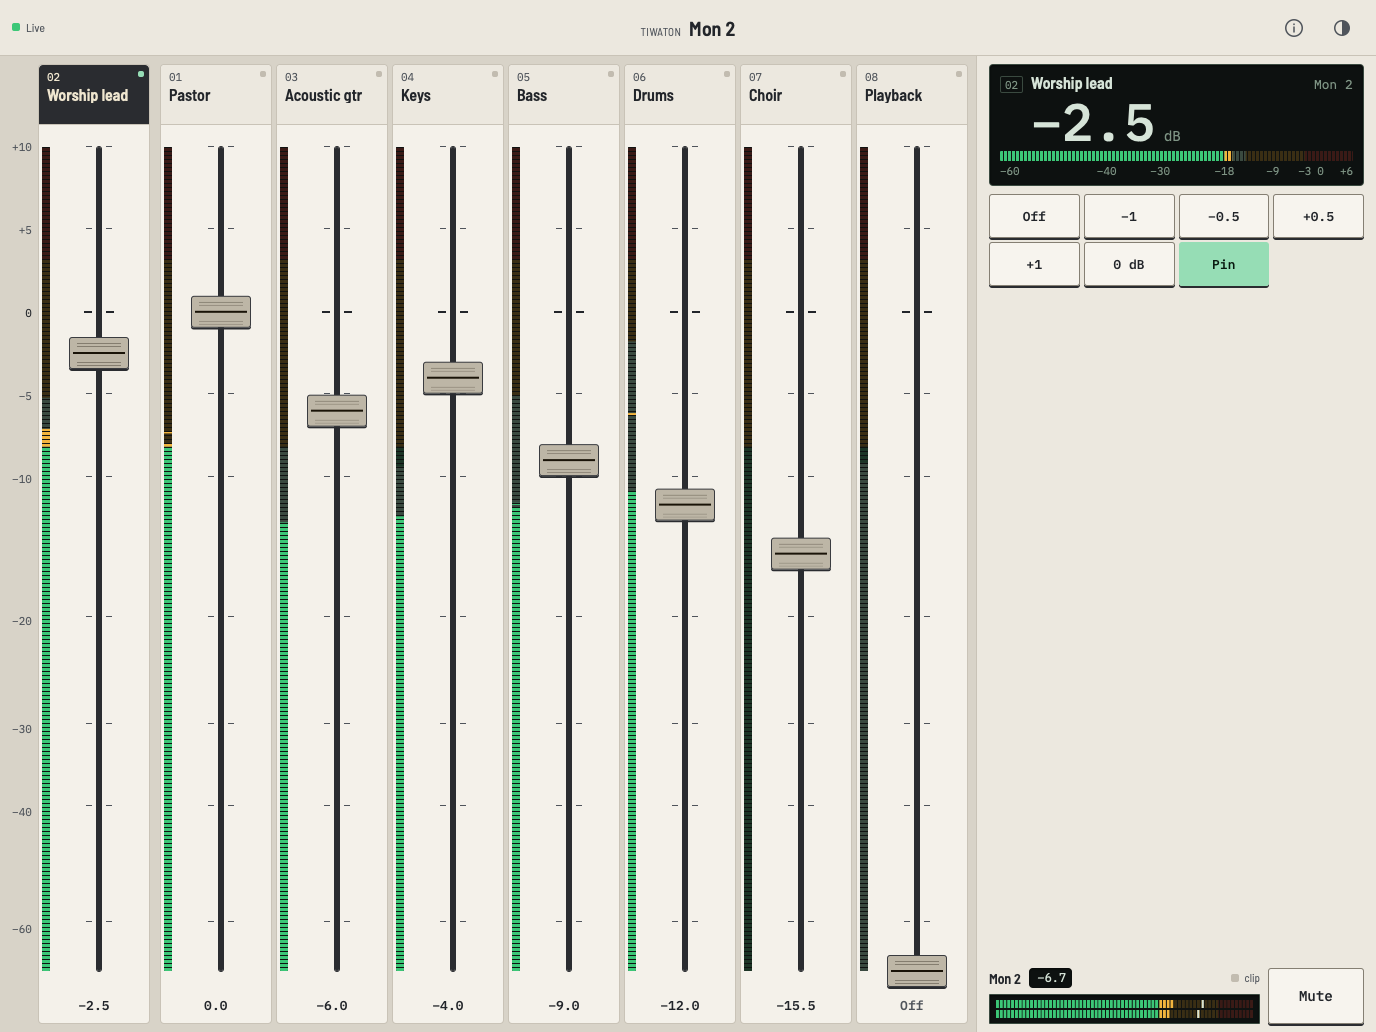 Live
TIWATON Mon 2
02
Worship lead
01
Pastor
03
Acoustic gtr
04
Keys
05
Bass
06
Drums
07
Choir
08
Playback
+10
+5
0
−5
−10
−20
−30
−40
−60
−2.5
0.0
−6.0
−4.0
−9.0
−12.0
−15.5
Off
02 Worship lead Mon 2
−2.5 dB
−60 −40 −30 −18 −9 −3 0 +6
Off −1 −0.5 +0.5
+1 0 dB Pin
Mon 2 −6.7 clip
Mute